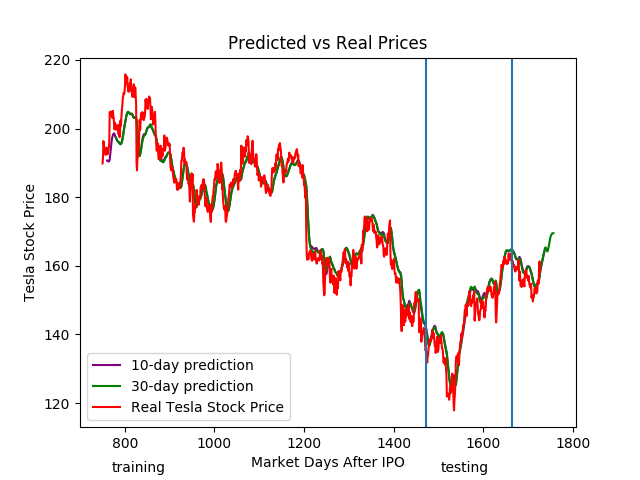 Predicted vs Real Prices
Tesla Stock Price
220
200
180
160
140
120
10-day prediction
30-day prediction
Real Tesla Stock Price
800 1000 1200 1400 1600 1800
training Market Days After IPO testing